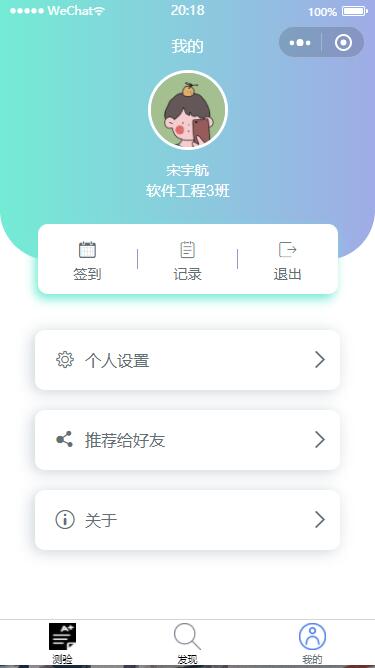 WeChat 20:18 100%
我的
宋宇航
软件工程3班
签到 记录 退出
个人设置
推荐给好友
关于
A+
测验 发现 我的